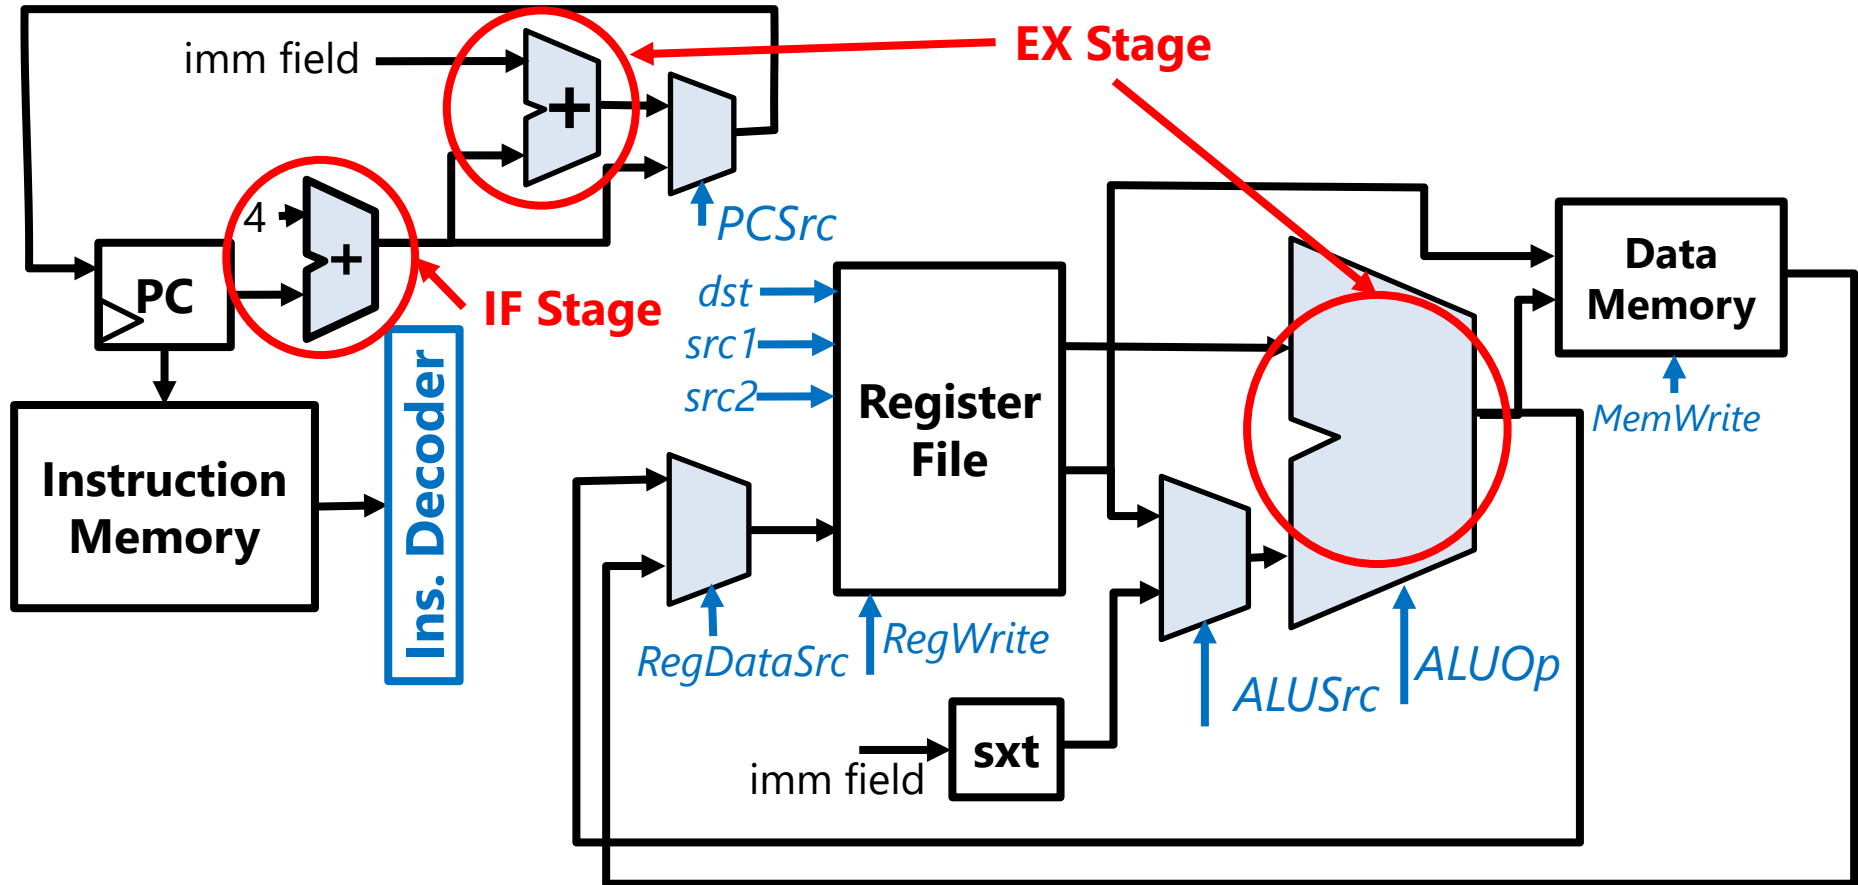 imm field
EX Stage
+
4
+
PCSrc
PC
IF Stage
dst
src1
src2
Data
Memory
MemWrite
Register
File
Instruction
Memory
Ins. Decoder
RegDataSrc
RegWrite
ALUSrc
ALUOp
sxt
imm field